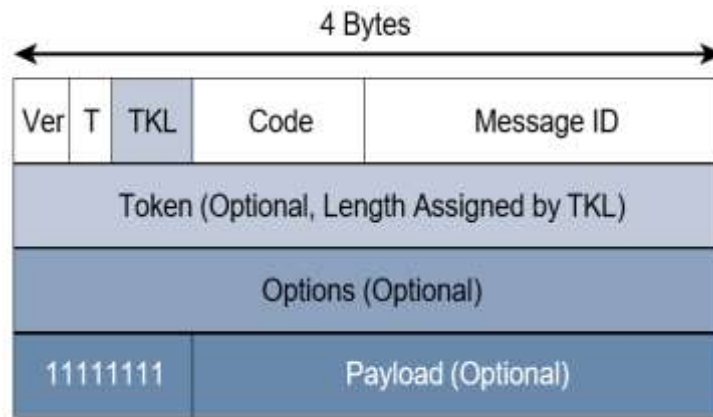 4 Bytes
Ver T TKL Code Message ID
Token (Optional, Length Assigned by TKL)
Options (Optional)
11111111 Payload (Optional)